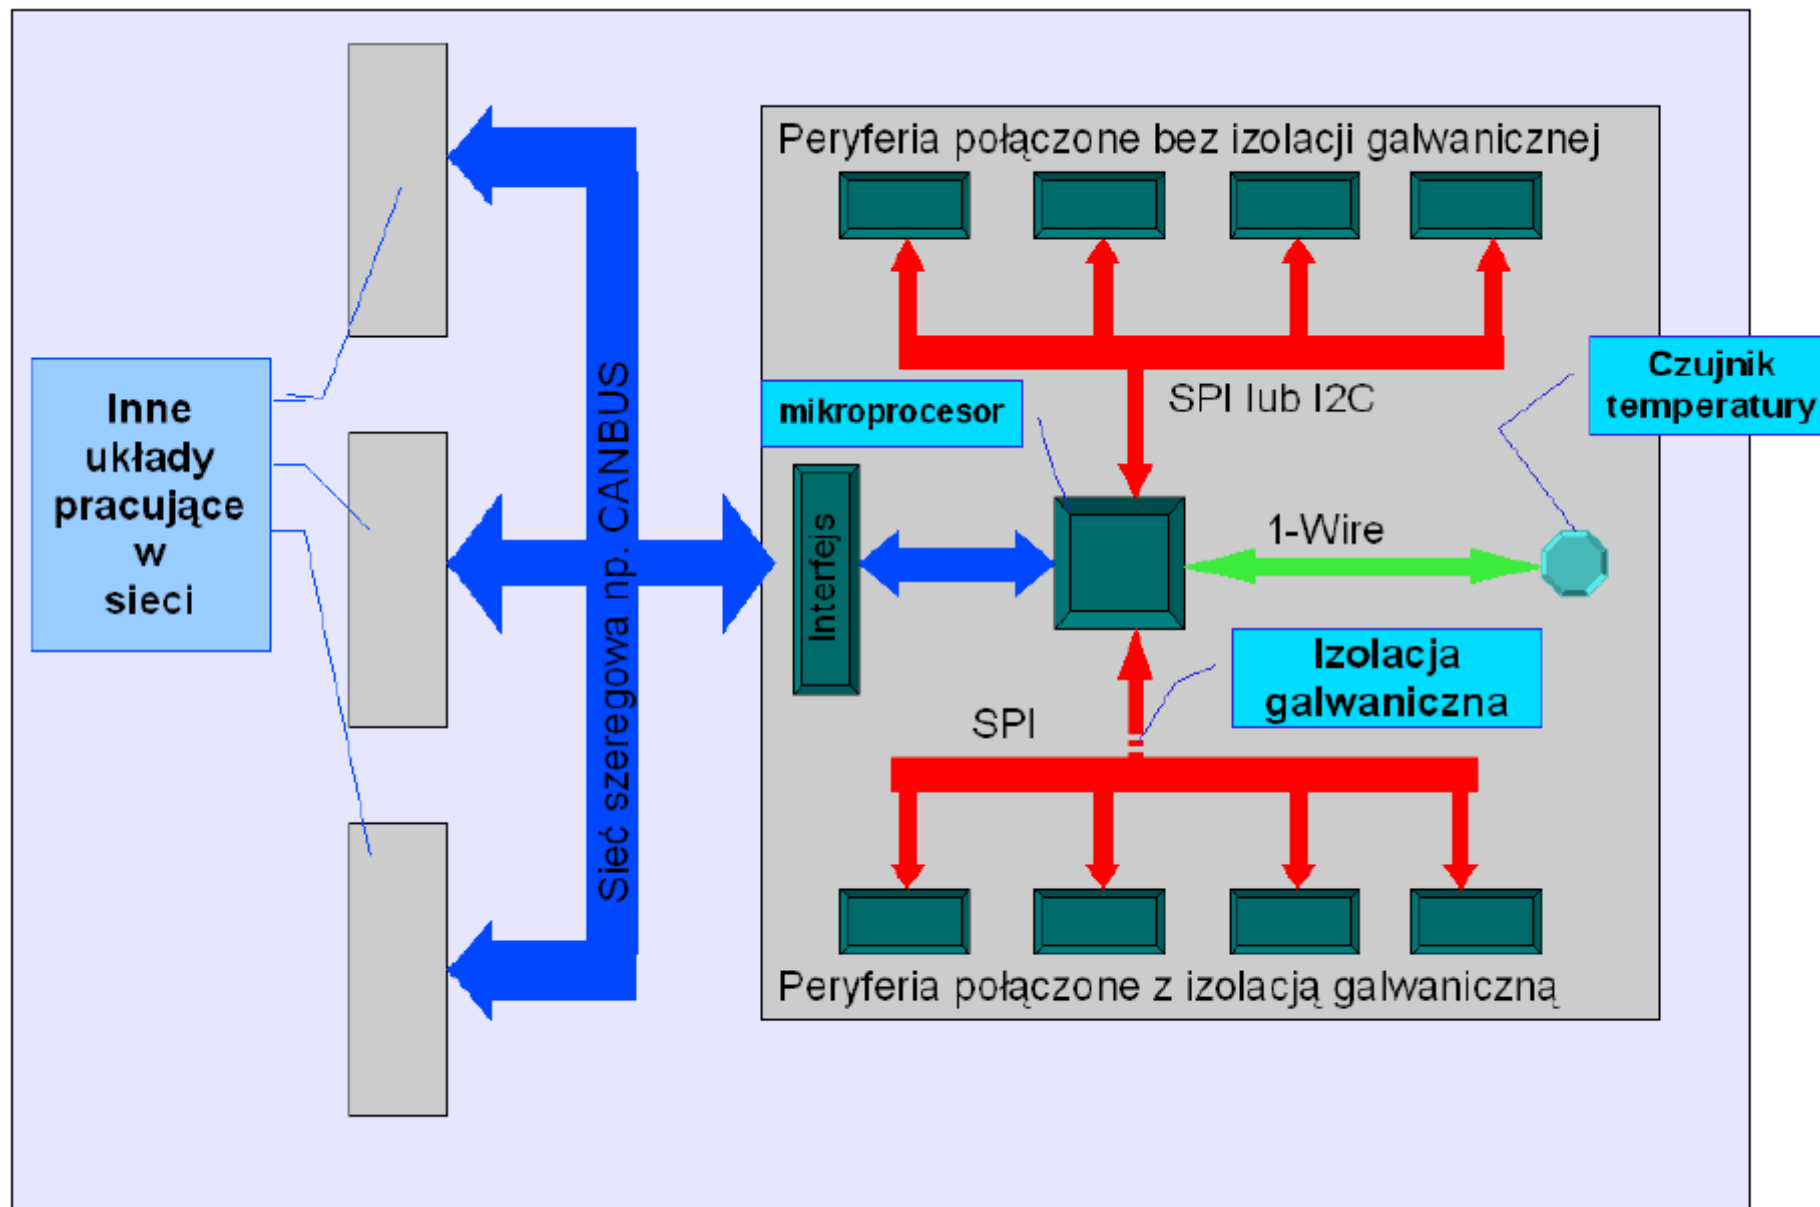 Peryferia połączone bez izolacji galwanicznej
Inne
układy
pracujące
w
sieci
Sieć szeregowa np. CANBUS
mikroprocesor
SPI lub I2C
Czujnik
temperatury
Interfejs
1-Wire
Izolacja
galwaniczna
SPI
Peryferia połączone z izolacją galwaniczną